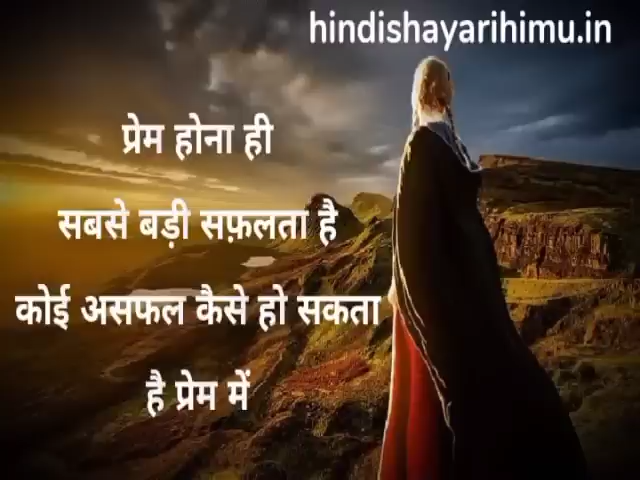 hindishayarihimu.in
प्रेम होना ही
सबसे बड़ी सफ़लता है
कोई असफल कैसे हो सकता
है प्रेम में